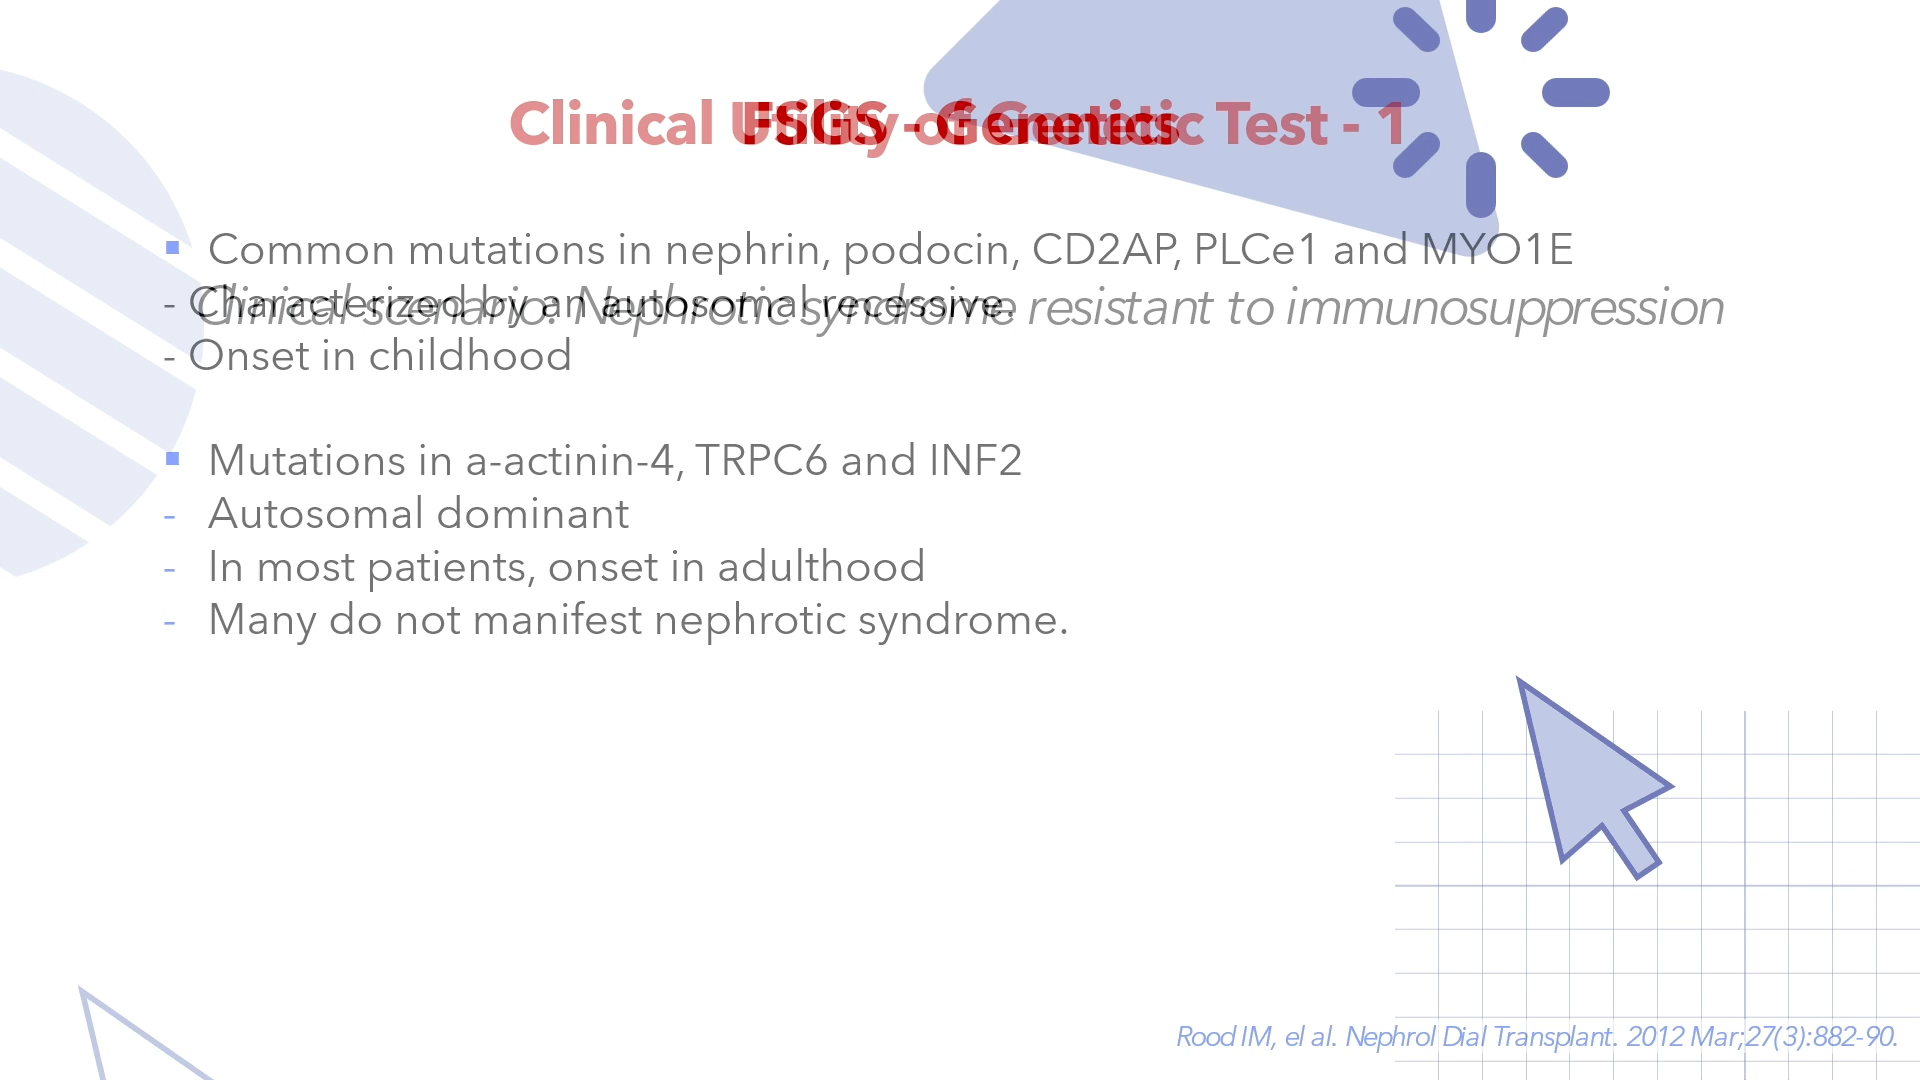 Clinical Utility of Genetic Test - 1
FSGS - Genetics
▪ Common mutations in nephrin, podocin, CD2AP, PLCe1 and MYO1E
- Characterized by an autosomal recessive.
Clinical scenario: Nephrotic syndrome resistant to immunosuppression
- Onset in childhood
▪ Mutations in a-actinin-4, TRPC6 and INF2
- Autosomal dominant
- In most patients, onset in adulthood
- Many do not manifest nephrotic syndrome.
Rood IM, el al. Nephrol Dial Transplant. 2012 Mar;27(3):882-90.